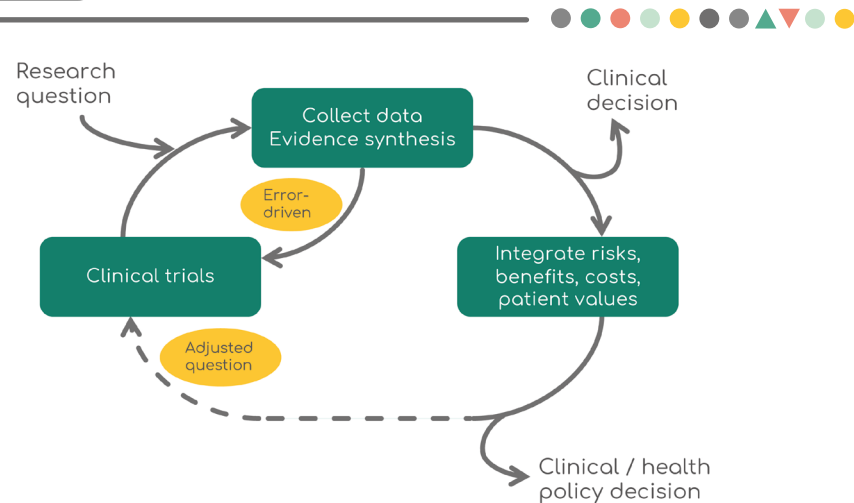 Research
question
Collect data
Evidence synthesis
Clinical
decision
Error-
driven
Clinical trials
Integrate risks,
benefits, costs,
patient values
Adjusted
question
Clinical / health
policy decision